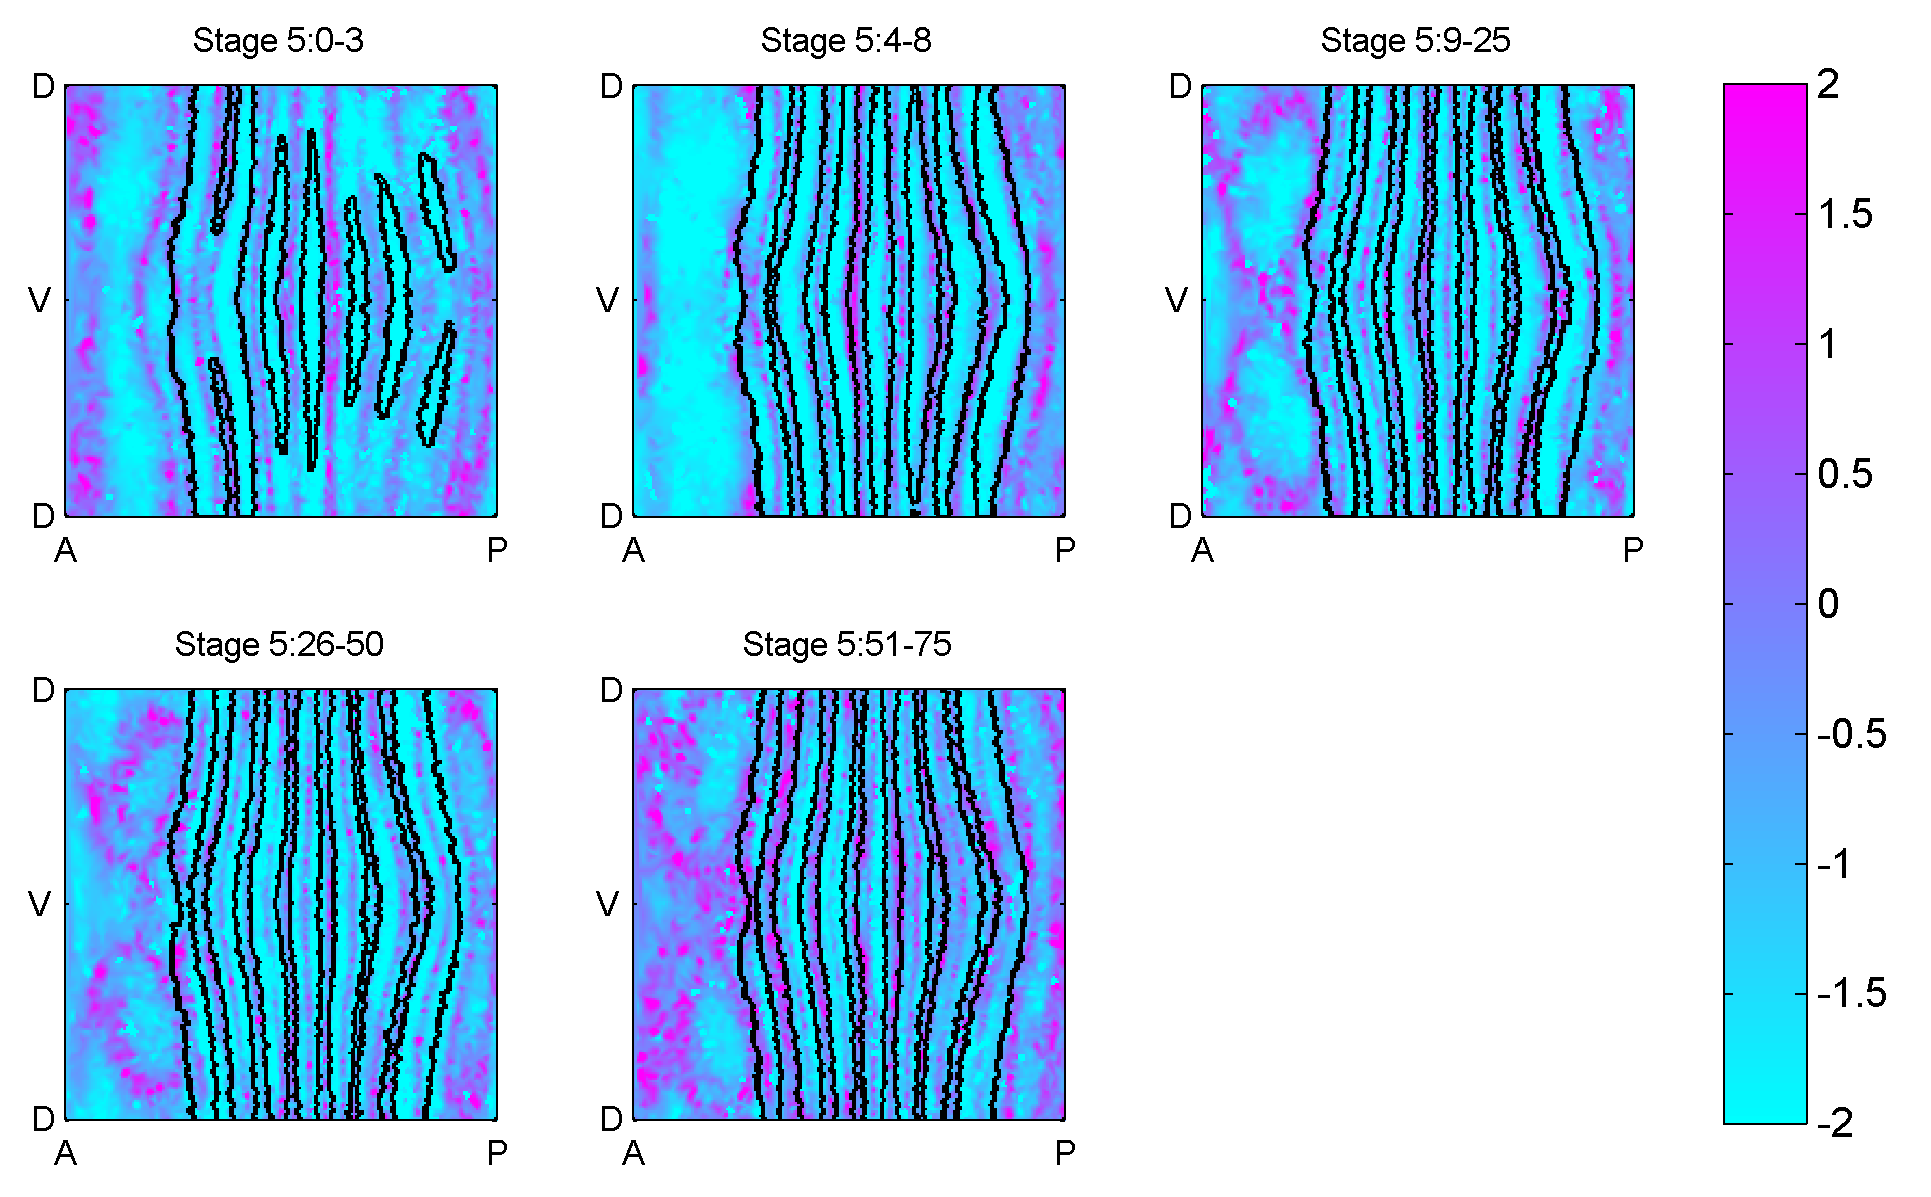 Stage 5:0-3
Stage 5:4-8
Stage 5:9-25
D
V
D
A
P
D
V
D
A
P
D
V
D
A
P
Stage 5:26-50
Stage 5:51-75
D
V
D
A
P
D
V
D
A
P
2
1.5
1
0.5
0
-0.5
-1
-1.5
-2